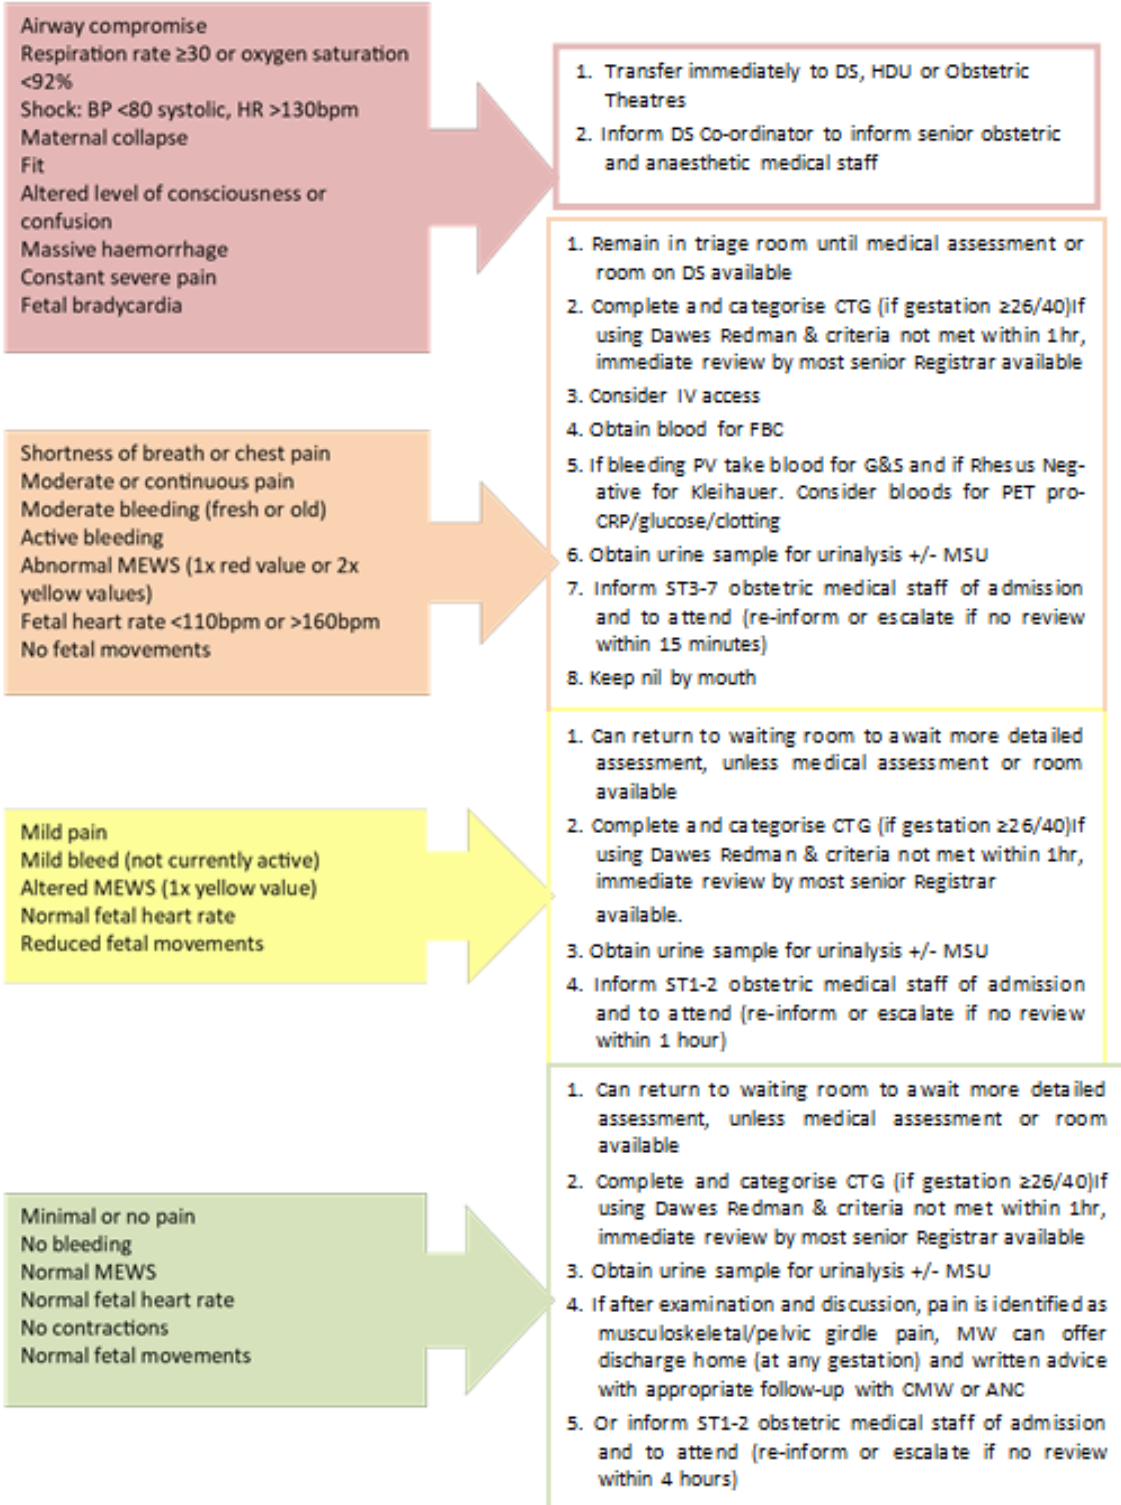 Airway compromise
Respiration rate ≥30 or oxygen saturation
<92%
Shock: BP <80 systolic, HR >130bpm
Maternal collapse
Fit
Altered level of consciousness or
confusion
Massive haemorrhage
Constant severe pain
Fetal bradycardia
1. Transfer immediately to DS, HDU or Obstetric
Theatres
2. Inform DS Co-ordinator to inform senior obstetric
and anaesthetic medical staff
Shortness of breath or chest pain
Moderate or continuous pain
Moderate bleeding (fresh or old)
Active bleeding
Abnormal MEWS (1x red value or 2x
yellow values)
Fetal heart rate <110bpm or >160bpm
No fetal movements
1. Remain in triage room until medical assessment or
room on DS available
2. Complete and categorise CTG (if gestation ≥26/40)If
using Dawes Redman & criteria not met within 1hr,
immediate review by most senior Registrar available
3. Consider IV access
4. Obtain blood for FBC
5. If bleeding PV take blood for G&S and if Rhesus Neg-
ative for Kleihauer. Consider bloods for PET pro-
CRP/glucose/clotting
6. Obtain urine sample for urinalysis +/- MSU
7. Inform ST3-7 obstetric medical staff of admission
and to attend (re-inform or escalate if no review
within 15 minutes)
8. Keep nil by mouth
Mild pain
Mild bleed (not currently active)
Altered MEWS (1x yellow value)
Normal fetal heart rate
Reduced fetal movements
1. Can return to waiting room to await more detailed
assessment, unless medical assessment or room
available
2. Complete and categorise CTG (if gestation ≥26/40)If
using Dawes Redman & criteria not met within 1hr,
immediate review by most senior Registrar
available.
3. Obtain urine sample for urinalysis +/- MSU
4. Inform ST1-2 obstetric medical staff of admission
and to attend (re-inform or escalate if no review
within 1 hour)
Minimal or no pain
No bleeding
Normal MEWS
Normal fetal heart rate
No contractions
Normal fetal movements
1. Can return to waiting room to await more detailed
assessment, unless medical assessment or room
available
2. Complete and categorise CTG (if gestation ≥26/40)If
using Dawes Redman & criteria not met within 1hr,
immediate review by most senior Registrar available
3. Obtain urine sample for urinalysis +/- MSU
4. If after examination and discussion, pain is identified as
musculoskeletal/pelvic girdle pain, MW can offer
discharge home (at any gestation) and written advice
with appropriate follow-up with CMW or ANC
5. Or inform ST1-2 obstetric medical staff of admission
and to attend (re-inform or escalate if no review
within 4 hours)